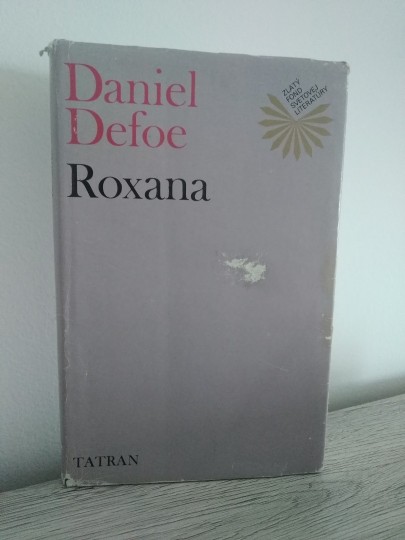 Daniel
Defoe
Roxana
ZLATÝ
FOND
SVETOVEJ
LITERATÚRY
TATRAN